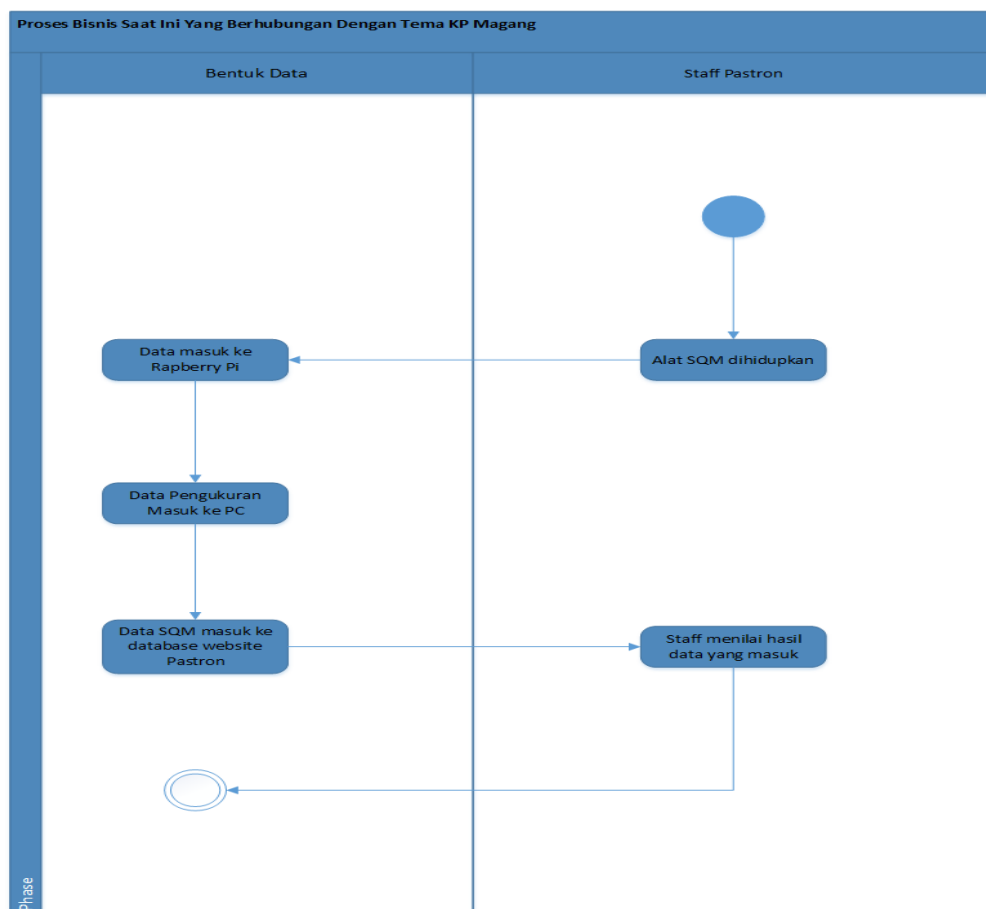 Proses Bisnis Saat Ini Yang Berhubungan Dengan Tema KP Magang
Bentuk Data
Staff Pastron
Alat SQM dihidupkan
Data masuk ke
Rapberry Pi
Data Pengukuran
Masuk ke PC
Data SQM masuk ke
database website
Pastron
Staff menilai hasil
data yang masuk
Phase